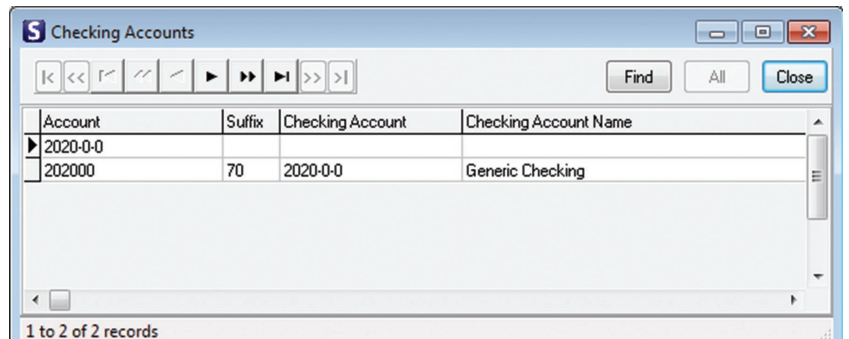 S Checking Accounts
Find All Close
Account Suffix Checking Account Checking Account Name
2020-0-0
202000 70 2020-0-0 Generic Checking
1 to 2 of 2 records